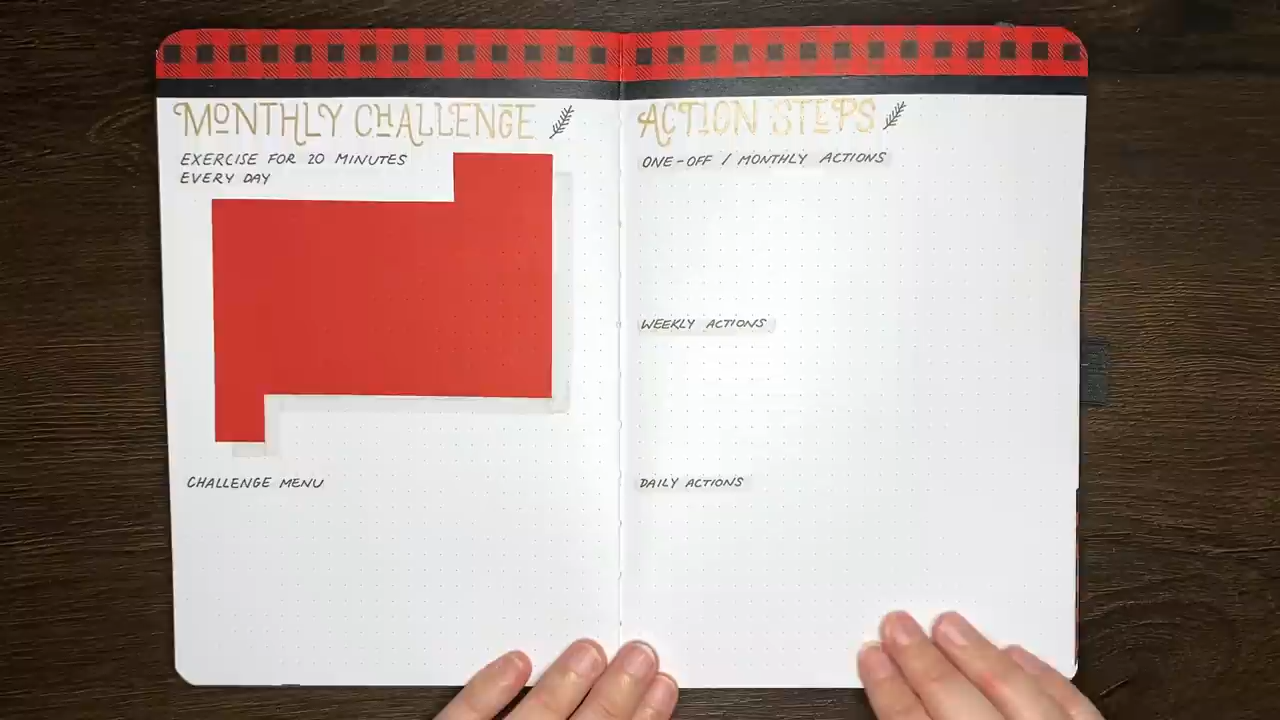 MONTHLY CHALLENGE
EXERCISE FOR 20 MINUTES
EVERY DAY
CHALLENGE MENU
ACTION STEPS
ONE-OFF / MONTHLY ACTIONS
WEEKLY ACTIONS
DAILY ACTIONS